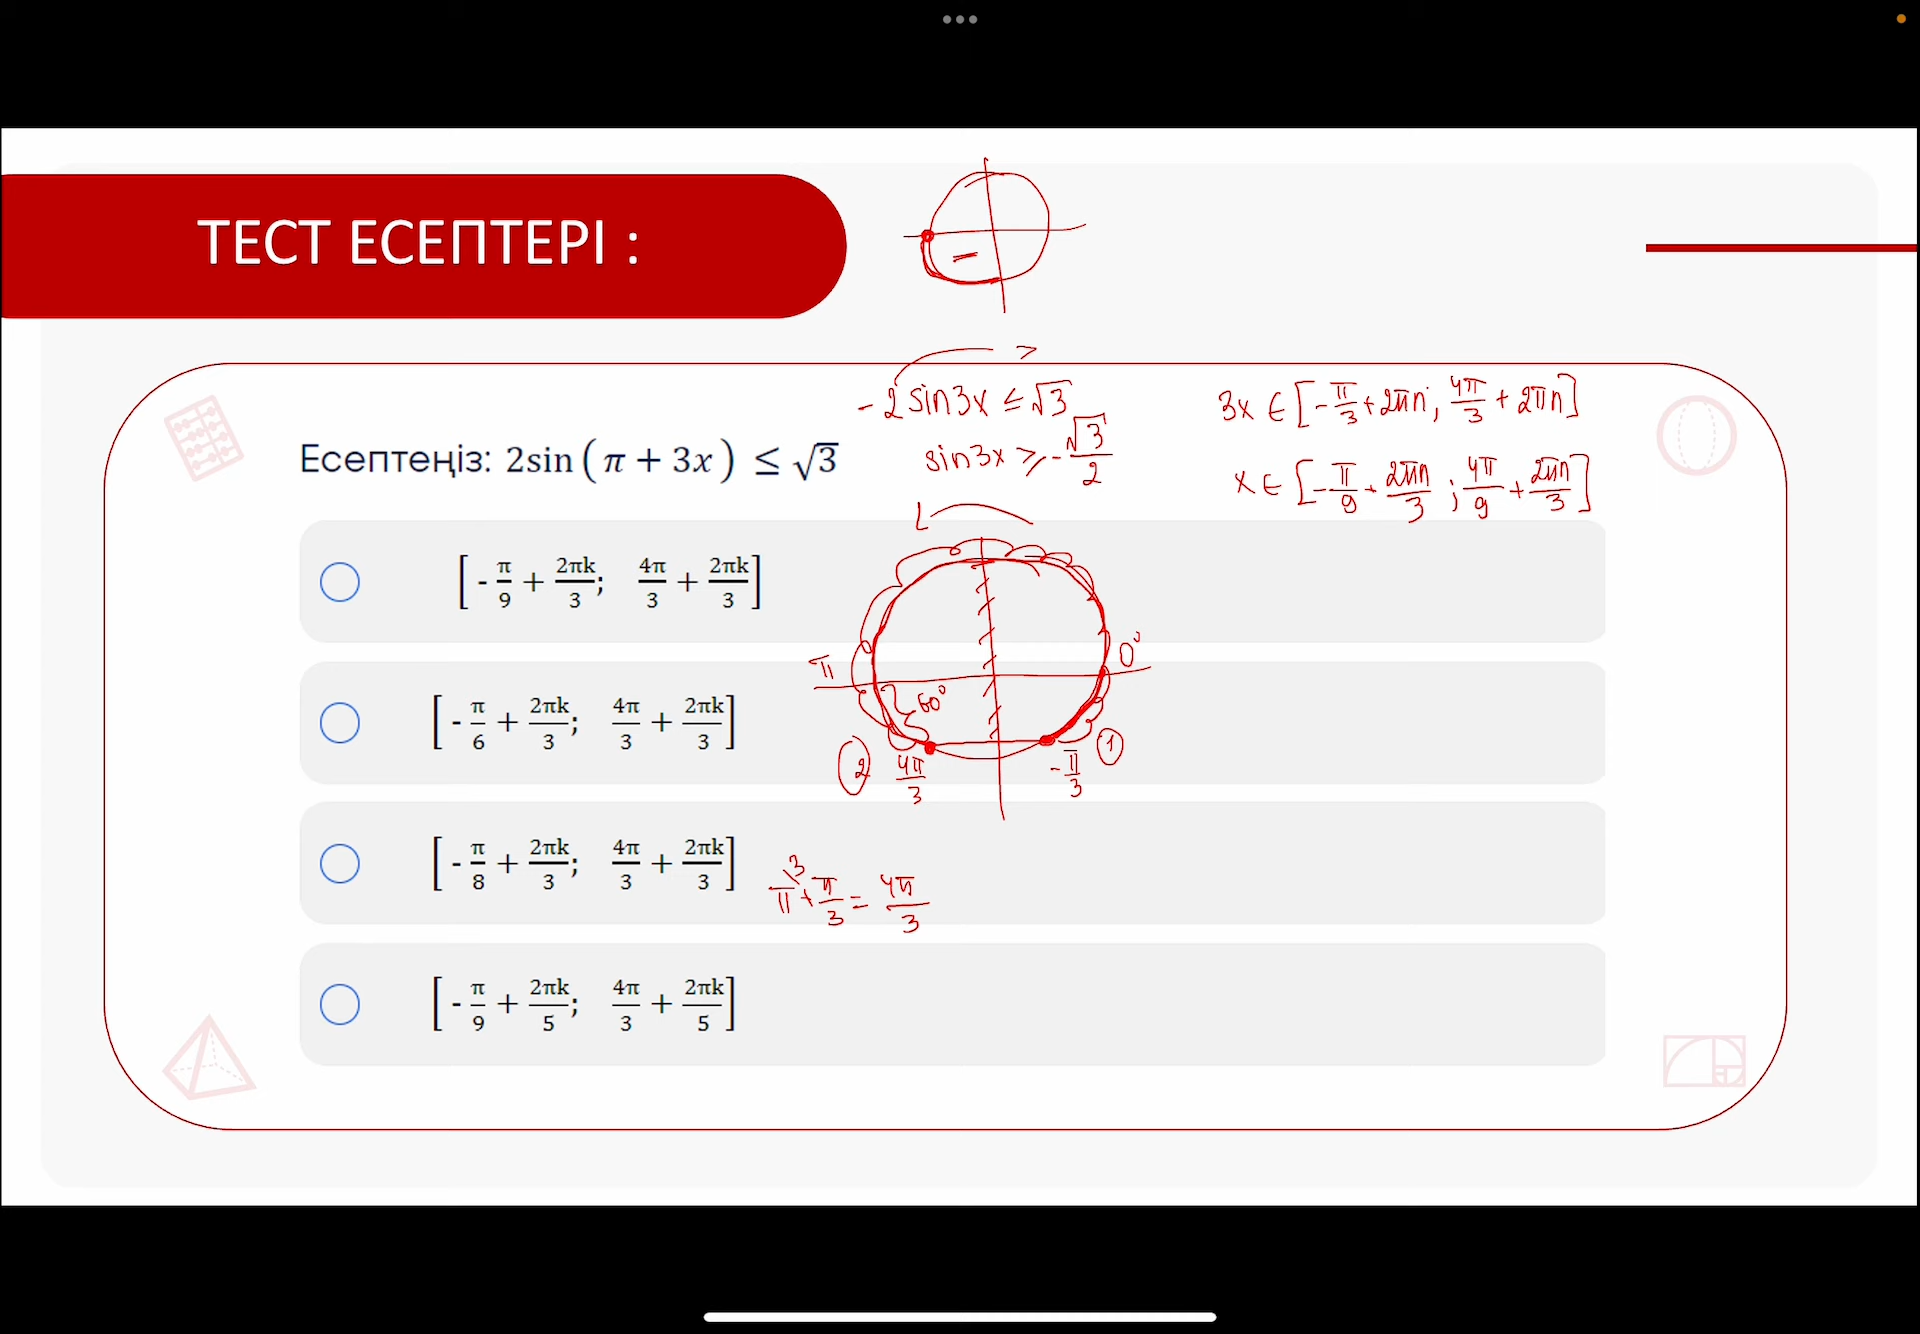 ТЕСТ ЕСЕПТЕРІ :
-2sin3x ≤ √3
>
sin3x ≥ -√3/2
3x ∈ [-π/3 + 2πn; 4π/3 + 2πn]
x ∈ [-π/9 + 2πn/3; 4π/9 + 2πn/3]
Есептеңіз: 2sin(π + 3x) ≤ √3
[-π/9 + 2πk/3; 4π/3 + 2πk/3]
[-π/6 + 2πk/3; 4π/3 + 2πk/3]
[-π/8 + 2πk/3; 4π/3 + 2πk/3]
[-π/9 + 2πk/5; 4π/3 + 2πk/5]
π
0°
60°
2
4π/3
-π/3
1
3
π + π/3 = 4π/3